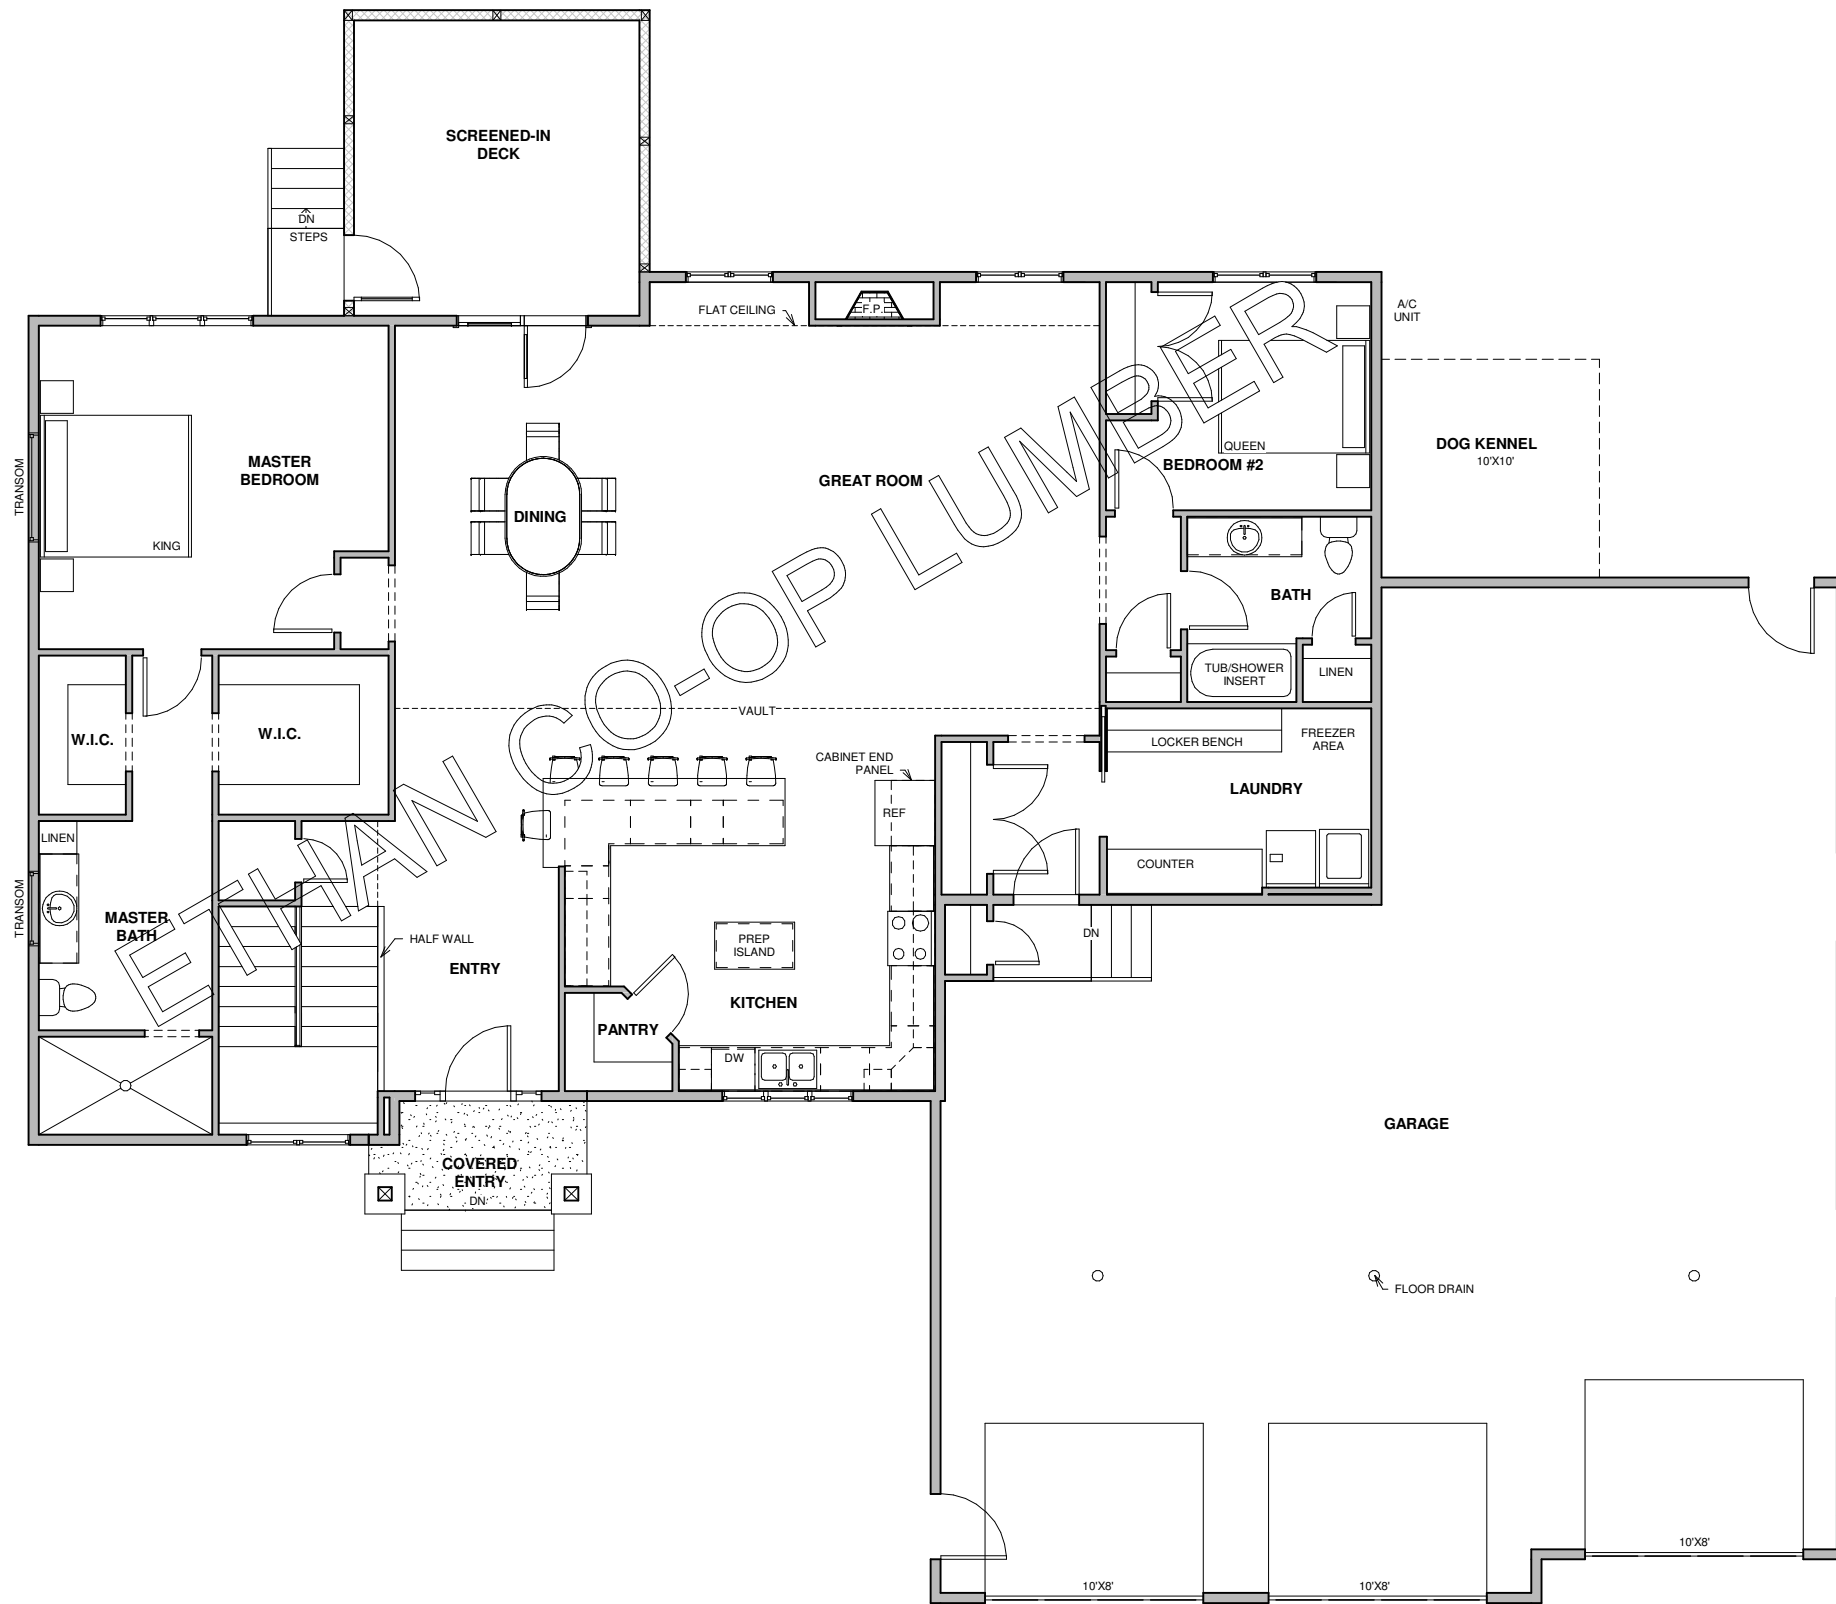 SCREENED-IN
DECK
DN
STEPS
FLAT CEILING
F.P.
A/C
UNIT
TRANSOM
MASTER
BEDROOM
KING
DINING
GREAT ROOM
QUEEN
BEDROOM #2
DOG KENNEL
10'X10'
BATH
TUB/SHOWER
INSERT
LINEN
W.I.C.
W.I.C.
VAULT
CABINET END
PANEL
REF
LOCKER BENCH
FREEZER
AREA
LAUNDRY
COUNTER
LINEN
TRANSOM
MASTER
BATH
HALF WALL
ENTRY
PREP
ISLAND
KITCHEN
PANTRY
DW
DN
GARAGE
COVERED
ENTRY
DN
FLOOR DRAIN
10'X8'
10'X8'
10'X8'
ETHAN CO-OP LUMBER